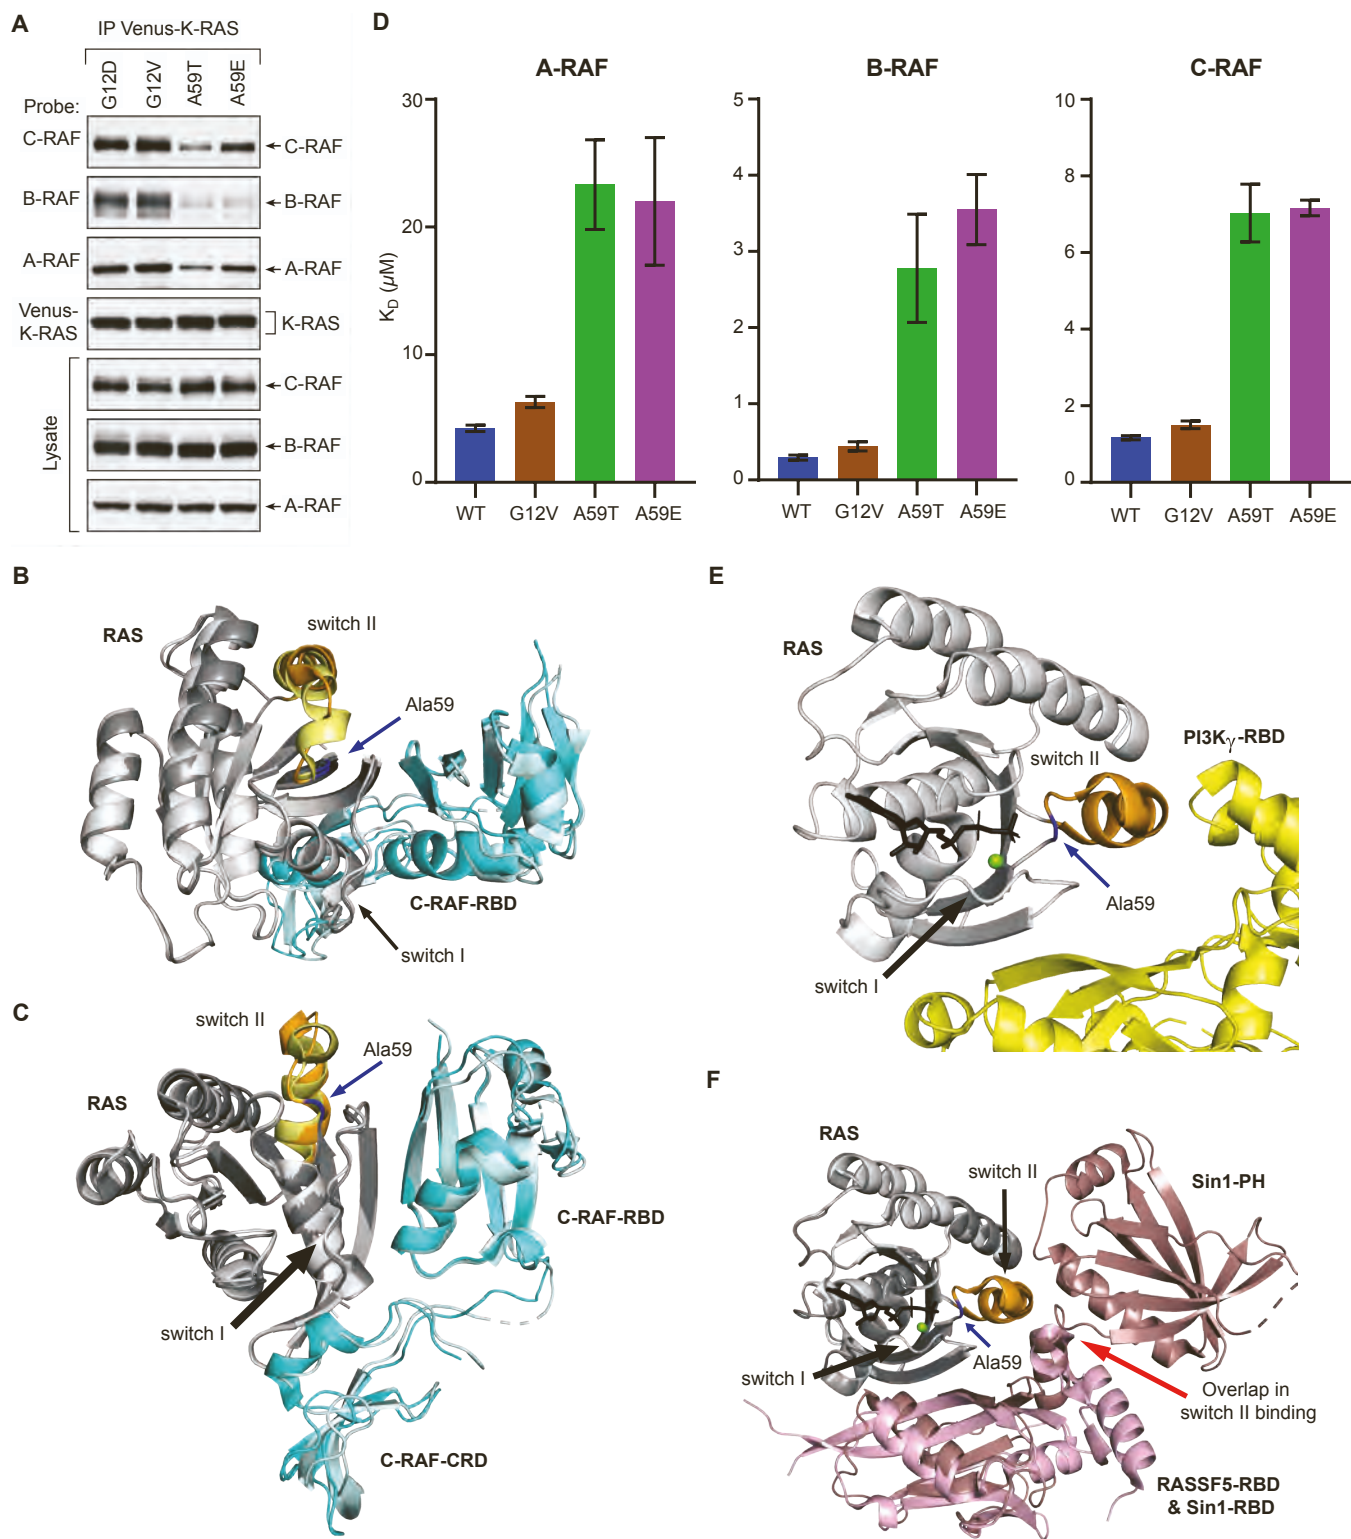 A
IP Venus-K-RAS
G12D
G12V
A59T
A59E
Probe:
C-RAF
C-RAF
B-RAF
B-RAF
A-RAF
A-RAF
Venus-
K-RAS
K-RAS
Lysate
C-RAF
B-RAF
A-RAF
D
A-RAF
K_D (µM)
30
20
10
0
WT
G12V
A59T
A59E
B-RAF
5
4
3
2
1
0
WT
G12V
A59T
A59E
C-RAF
10
8
6
4
2
0
WT
G12V
A59T
A59E
B
RAS
switch II
Ala59
C-RAF-RBD
switch I
C
switch II
Ala59
RAS
C-RAF-RBD
switch I
C-RAF-CRD
E
RAS
PI3Kγ-RBD
switch II
Ala59
switch I
F
RAS
switch II
Sin1-PH
Ala59
switch I
Overlap in
switch II binding
RASSF5-RBD
& Sin1-RBD